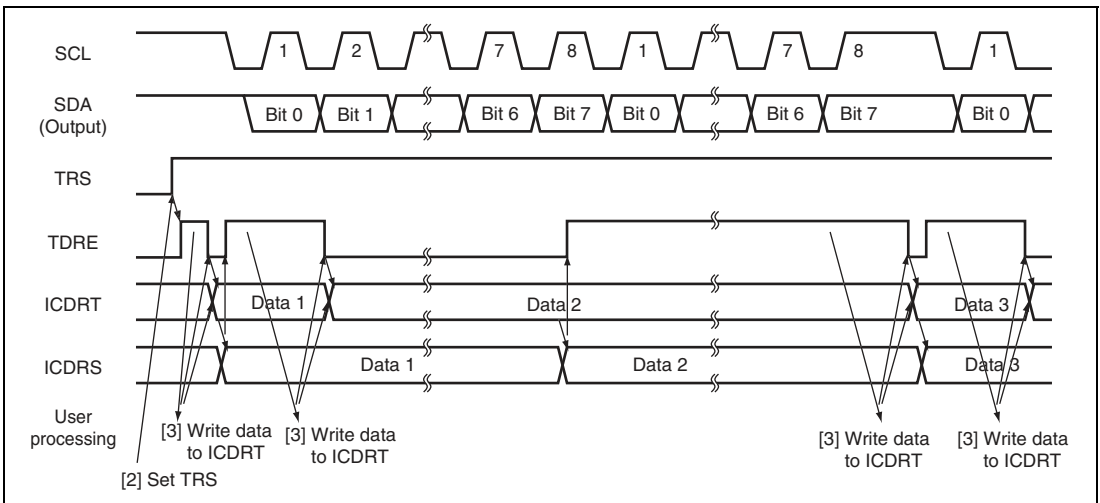 SCL 1 2 7 8 1 7 8 1
SDA
(Output) Bit 0 Bit 1 Bit 6 Bit 7 Bit 0 Bit 6 Bit 7 Bit 0
TRS
TDRE
ICDRT Data 1 Data 2 Data 3
ICDRS Data 1 Data 2 Data 3
User
processing
[3] Write data
to ICDRT
[3] Write data
to ICDRT
[3] Write data
to ICDRT
[3] Write data
to ICDRT
[2] Set TRS